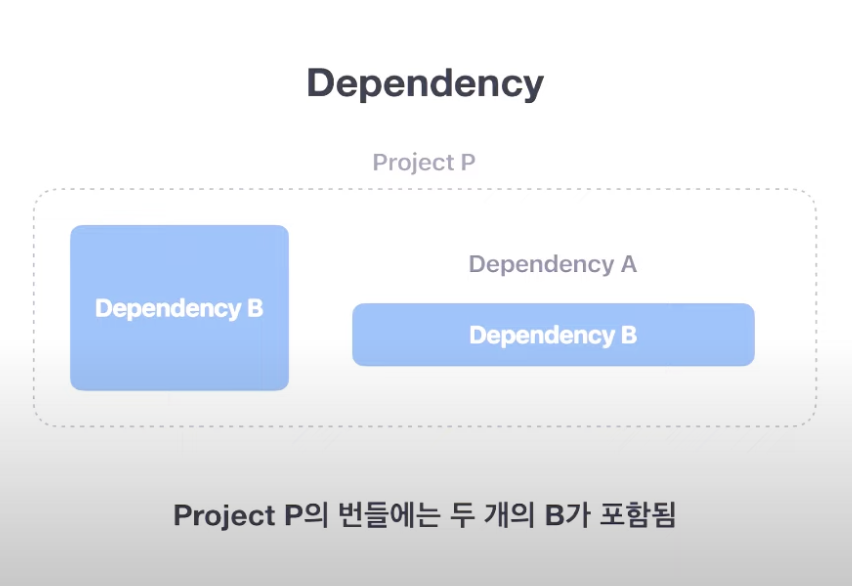 Dependency
Project P
Dependency B
Dependency A
Dependency B
Project P의 번들에는 두 개의 B가 포함됨